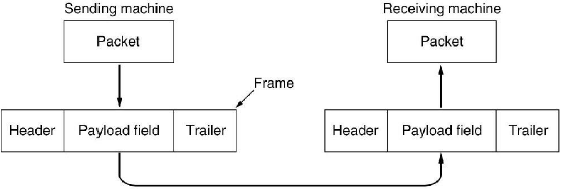 Sending machine
Receiving machine
Packet
Packet
Frame
Header Payload field Trailer
Header Payload field Trailer